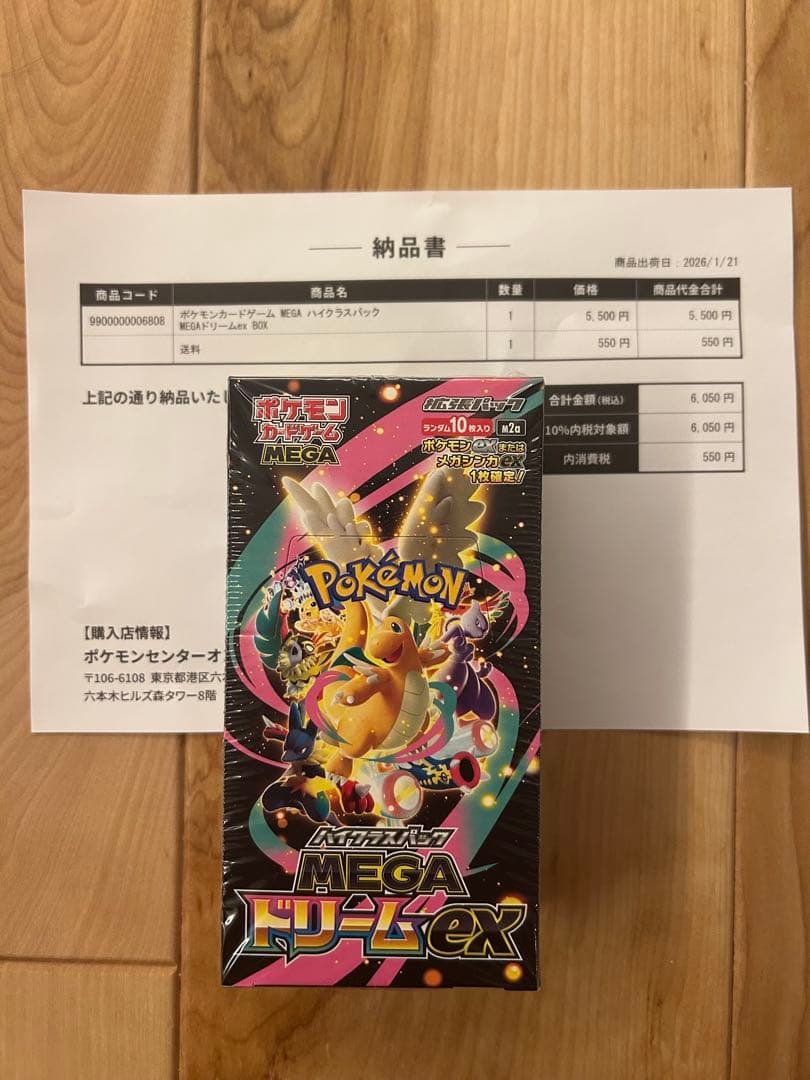 納品書
商品出荷日：2026/1/21
商品コード 商品名 数量 価格 商品代金合計
9900000006808 ポケモンカードゲーム MEGA ハイクラスパック
MEGAドリームex BOX 1 5,500 円 5,500 円
送料 1 550 円 550 円
上記の通り納品いたし
合計金額(税込) 6,050 円
10%内税対象額 6,050 円
内消費税 550 円
ポケモン
カードゲーム
MEGA
拡張パック
ランダム10枚入り M2a
ポケモンexまたは
メガシンカex
1枚確定!
POKéMON
ハイクラスパック
MEGA
ドリームex
【購入店情報】
ポケモンセンターオ
〒106-6108 東京都港区六
六本木ヒルズ森タワー8階